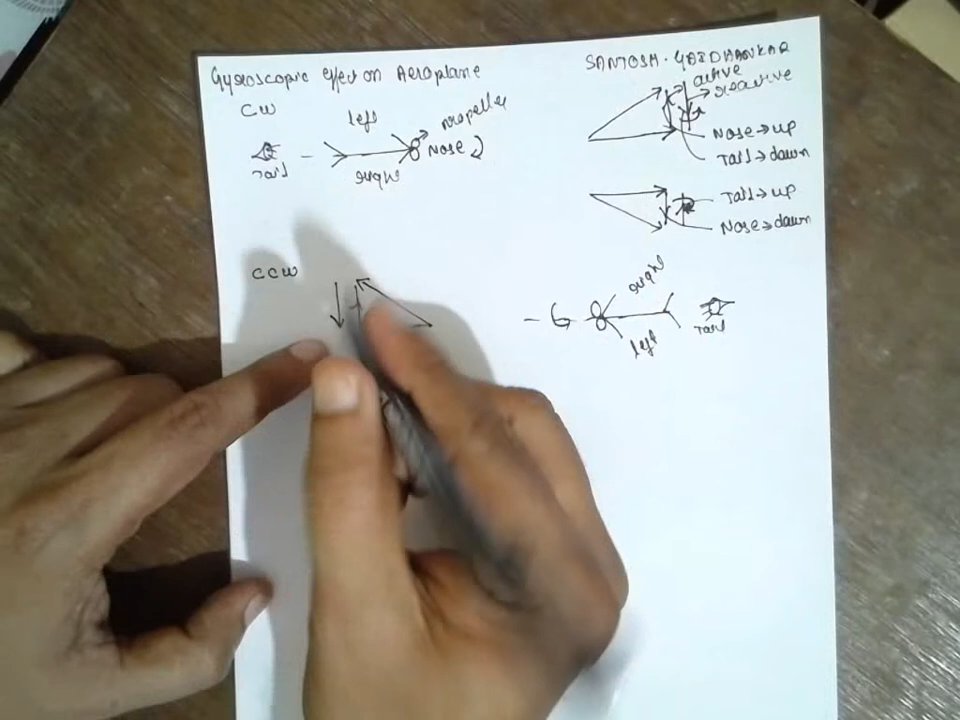 Gyroscopic effect on Aeroplane
SANTOSH. GARDHANKAR
CW
left
propeller
Tail
Nose
right
active
reactive
Nose → up
Tail → down
Tail → up
Nose → down
CCW
right
left
Tail